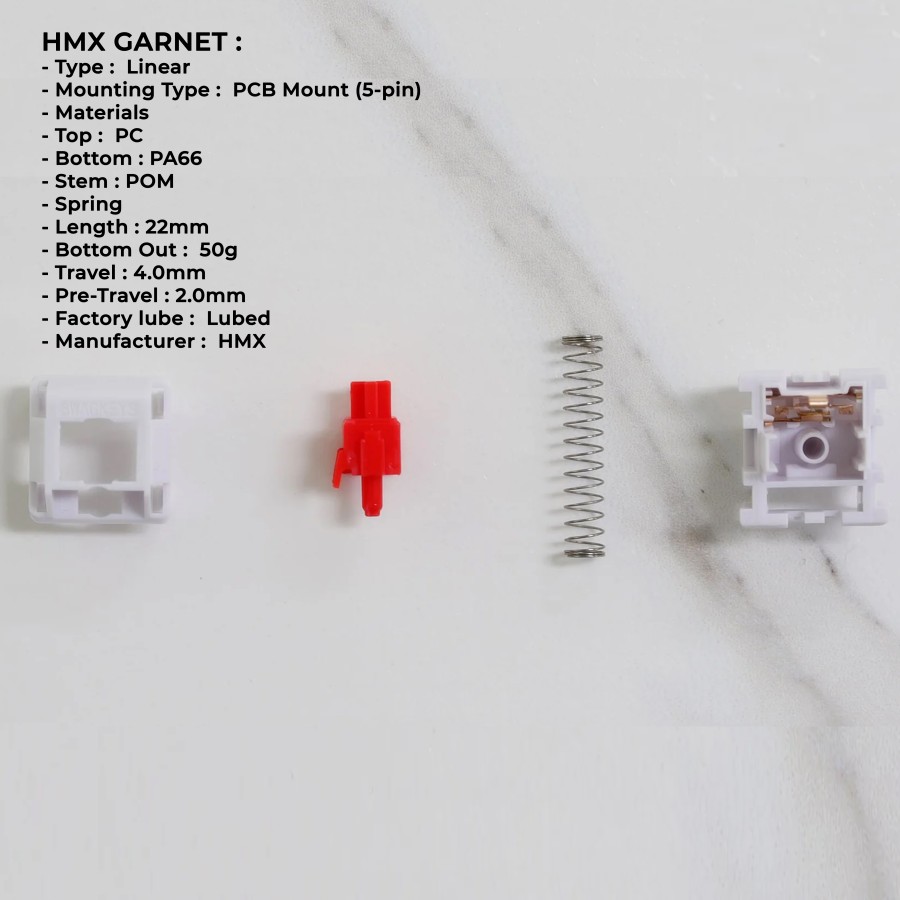 HMX GARNET :
- Type :  Linear
- Mounting Type :  PCB Mount (5-pin)
- Materials
- Top :  PC
- Bottom : PA66
- Stem : POM
- Spring
- Length : 22mm
- Bottom Out :  50g
- Travel : 4.0mm
- Pre-Travel : 2.0mm
- Factory lube :  Lubed
- Manufacturer :  HMX